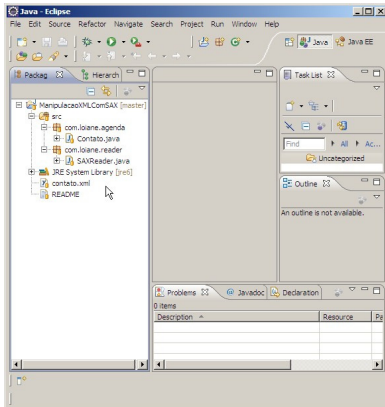 Java - Eclipse
File Edit Source Refactor Navigate Search Project Run Window Help
Java Java EE
Packag Hierarch
ManipulacaoXMLComSAX [master]
src
com.loiane.agenda
Contato.java
com.loiane.reader
SAXReader.java
JRE System Library [jre6]
contato.xml
README
Task List
Find All Ac...
Uncategorized
Outline
An outline is not available.
Problems @ Javadoc Declaration
0 items
Description Resource Pa